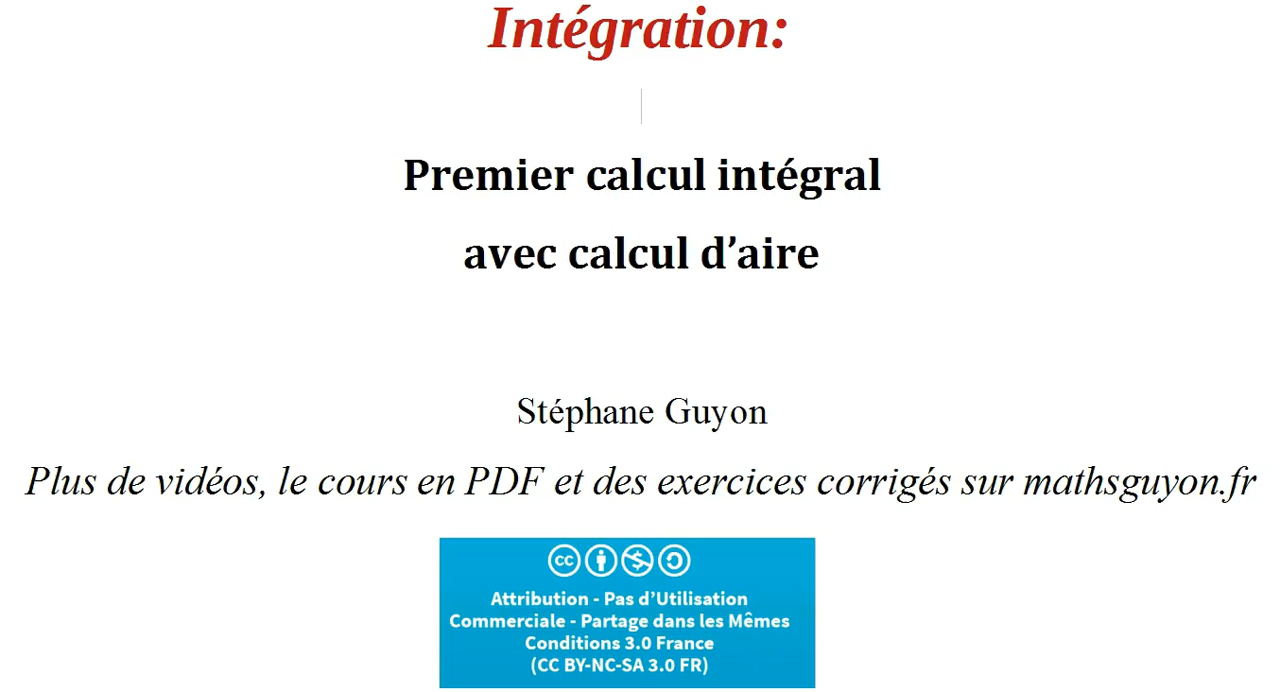 Intégration:
Premier calcul intégral
avec calcul d’aire
Stéphane Guyon
Plus de vidéos, le cours en PDF et des exercices corrigés sur mathsguyon.fr
cc
Attribution - Pas d’Utilisation
Commerciale - Partage dans les Mêmes
Conditions 3.0 France
(CC BY-NC-SA 3.0 FR)